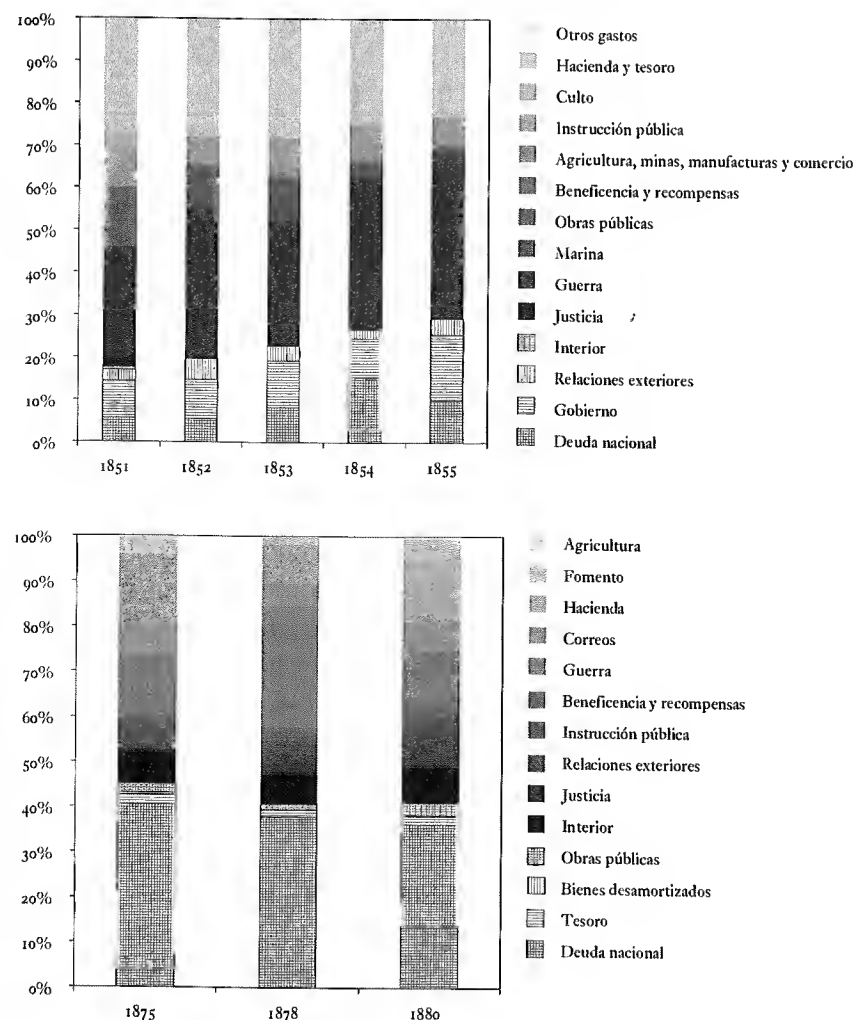 100%
90%
80%
70%
60%
50%
40%
30%
20%
10%
0%
1851 1852 1853 1854 1855
Otros gastos
Hacienda y tesoro
Culto
Instrucción pública
Agricultura, minas, manufacturas y comercio
Beneficencia y recompensas
Obras públicas
Marina
Guerra
Justicia
Interior
Relaciones exteriores
Gobierno
Deuda nacional
100%
90%
80%
70%
60%
50%
40%
30%
20%
10%
0%
1875 1878 1880
Agricultura
Fomento
Hacienda
Correos
Guerra
Beneficencia y recompensas
Instrucción pública
Relaciones exteriores
Justicia
Interior
Obras públicas
Bienes desamortizados
Tesoro
Deuda nacional